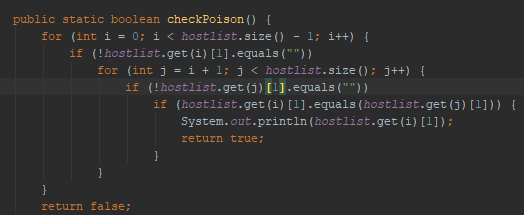 public static boolean checkPoison() {
    for (int i = 0; i < hostlist.size() - 1; i++) {
        if (!hostlist.get(i)[1].equals(""))
            for (int j = i + 1; j < hostlist.size(); j++) {
                if (!hostlist.get(j)[1].equals(""))
                    if (hostlist.get(i)[1].equals(hostlist.get(j)[1])) {
                        System.out.println(hostlist.get(i)[1]);
                        return true;
                    }
            }
    }
    return false;